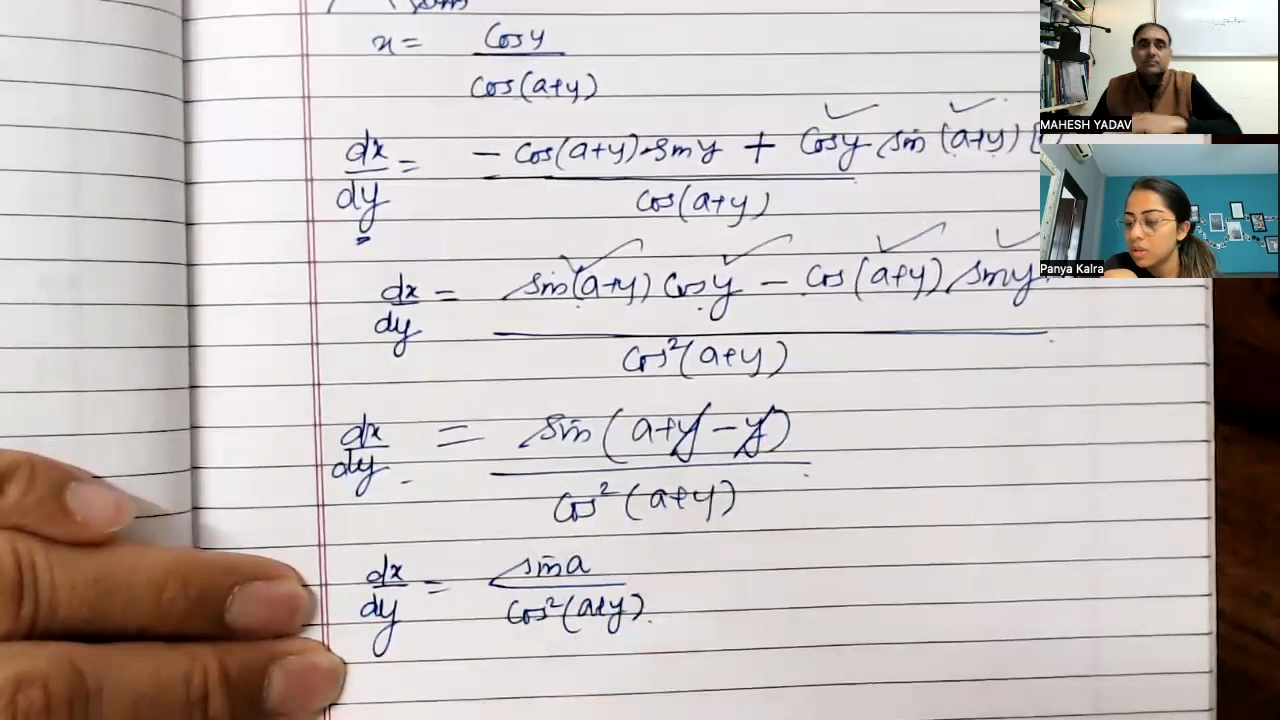 x = cos y
cos(a+y)
dx/dy = - cos(a+y).sin y + cos y sin (a+y)
cos(a+y)
dx/dy = sin(a+y) cos y - cos(a+y) sin y
cos²(a+y)
dx/dy = sin(a+y-y)
cos²(a+y)
dx/dy = sin a
cos²(a+y).
MAHESH YADAV
Panya Kalra